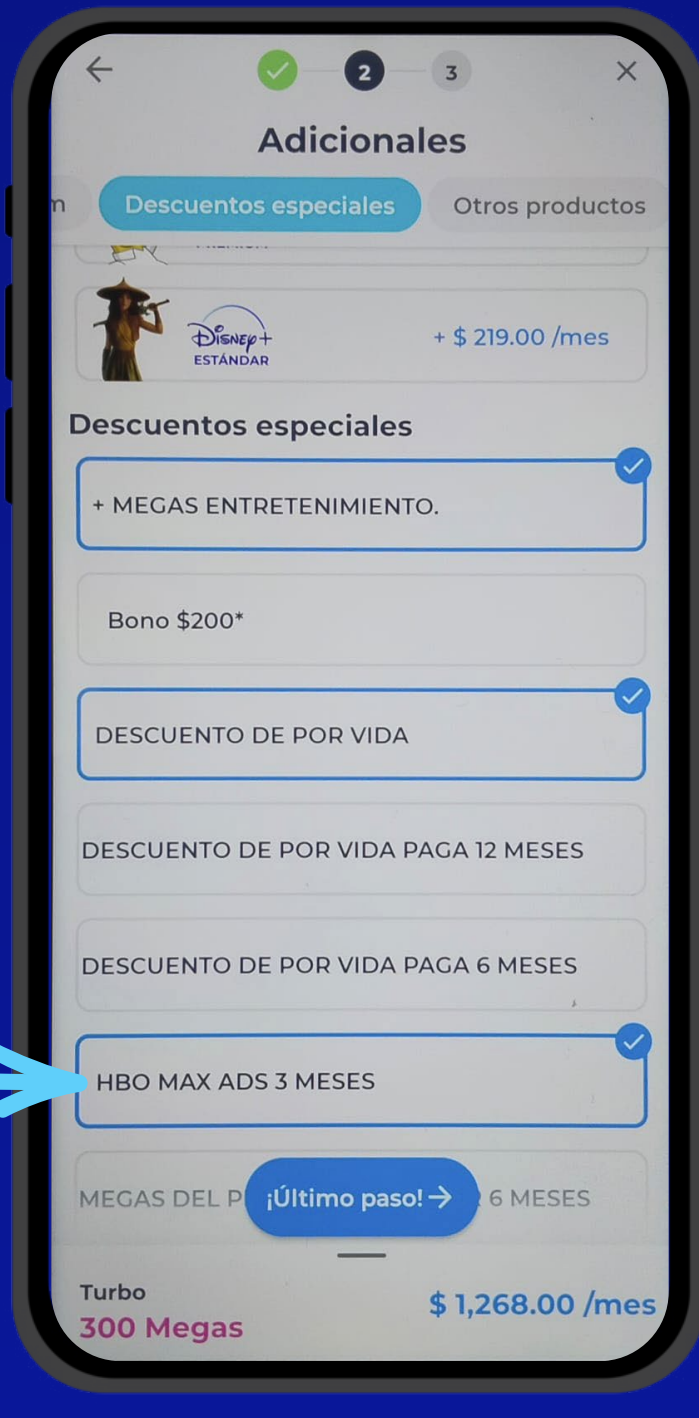 2
3
Adicionales
m
Descuentos especiales
Otros productos
PREMIUM
Disney+
ESTÁNDAR
+ $ 219.00 /mes
Descuentos especiales
+ MEGAS ENTRETENIMIENTO.
Bono $200*
DESCUENTO DE POR VIDA
DESCUENTO DE POR VIDA PAGA 12 MESES
DESCUENTO DE POR VIDA PAGA 6 MESES
HBO MAX ADS 3 MESES
MEGAS DEL P
¡Último paso!
6 MESES
Turbo
$ 1,268.00 /mes
300 Megas